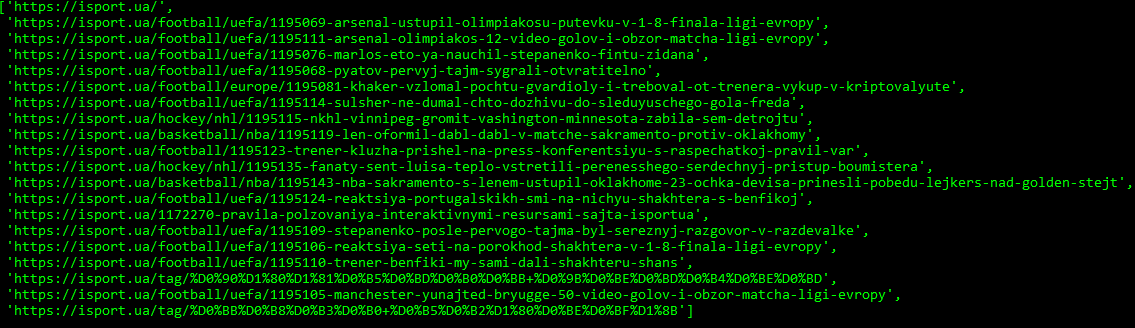 ['https://isport.ua/',
'https://isport.ua/football/uefa/1195069-arsenal-ustupil-olimpiakosu-putevku-v-1-8-finala-ligi-evropy',
'https://isport.ua/football/uefa/1195111-arsenal-olimpiakos-12-video-golov-i-obzor-matcha-ligi-evropy',
'https://isport.ua/football/uefa/1195076-marlos-eto-ya-nauchil-stepanenko-fintu-zidana',
'https://isport.ua/football/uefa/1195068-pyatov-pervyj-tajm-sygrali-otvratitelno',
'https://isport.ua/football/europe/1195081-khaker-vzlomal-pochtu-gvardioly-i-treboval-ot-trenera-vykup-v-kriptovalyute',
'https://isport.ua/football/uefa/1195114-sulsher-ne-dumal-chto-dozhivu-do-sleduyuschego-gola-freda',
'https://isport.ua/hockey/nhl/1195115-nkhl-vinnipeg-gromit-vashington-minnesota-zabila-sem-detrojtu',
'https://isport.ua/basketball/nba/1195119-len-oformil-dabl-dabl-v-matche-sakramento-protiv-oklakhomy',
'https://isport.ua/football/1195123-trener-kluzha-prishel-na-press-konferentsiyu-s-raspechatkoj-pravil-var',
'https://isport.ua/hockey/nhl/1195135-fanaty-sent-luisa-teplo-vstretili-perenesshego-serdechnyj-pristup-boumistera',
'https://isport.ua/basketball/nba/1195143-nba-sakramento-s-lenem-ustupil-oklakhome-23-ochka-devisa-prinesli-pobedu-lejkers-nad-golden-stejt',
'https://isport.ua/football/uefa/1195124-reaktsiya-portugalskikh-smi-na-nichyu-shakhtera-s-benfikoj',
'https://isport.ua/1172270-pravila-polzovaniya-interaktivnymi-resursami-sajta-isportua',
'https://isport.ua/football/uefa/1195109-stepanenko-posle-pervogo-tajma-byl-sereznyj-razgovor-v-razdevalke',
'https://isport.ua/football/uefa/1195106-reaktsiya-seti-na-porokhod-shakhtera-v-1-8-finala-ligi-evropy',
'https://isport.ua/football/uefa/1195110-trener-benfiki-my-sami-dali-shakhteru-shans',
'https://isport.ua/tag/%D0%90%D1%80%D1%81%D0%B5%D0%BD%D0%B0%D0%BB+%D0%9B%D0%BE%D0%BD%D0%B4%D0%BE%D0%BD',
'https://isport.ua/football/uefa/1195105-manchester-yunajted-bryugge-50-video-golov-i-obzor-matcha-ligi-evropy',
'https://isport.ua/tag/%D0%BB%D0%B8%D0%B3%D0%B0+%D0%B5%D0%B2%D1%80%D0%BE%D0%BF%D1%8B']